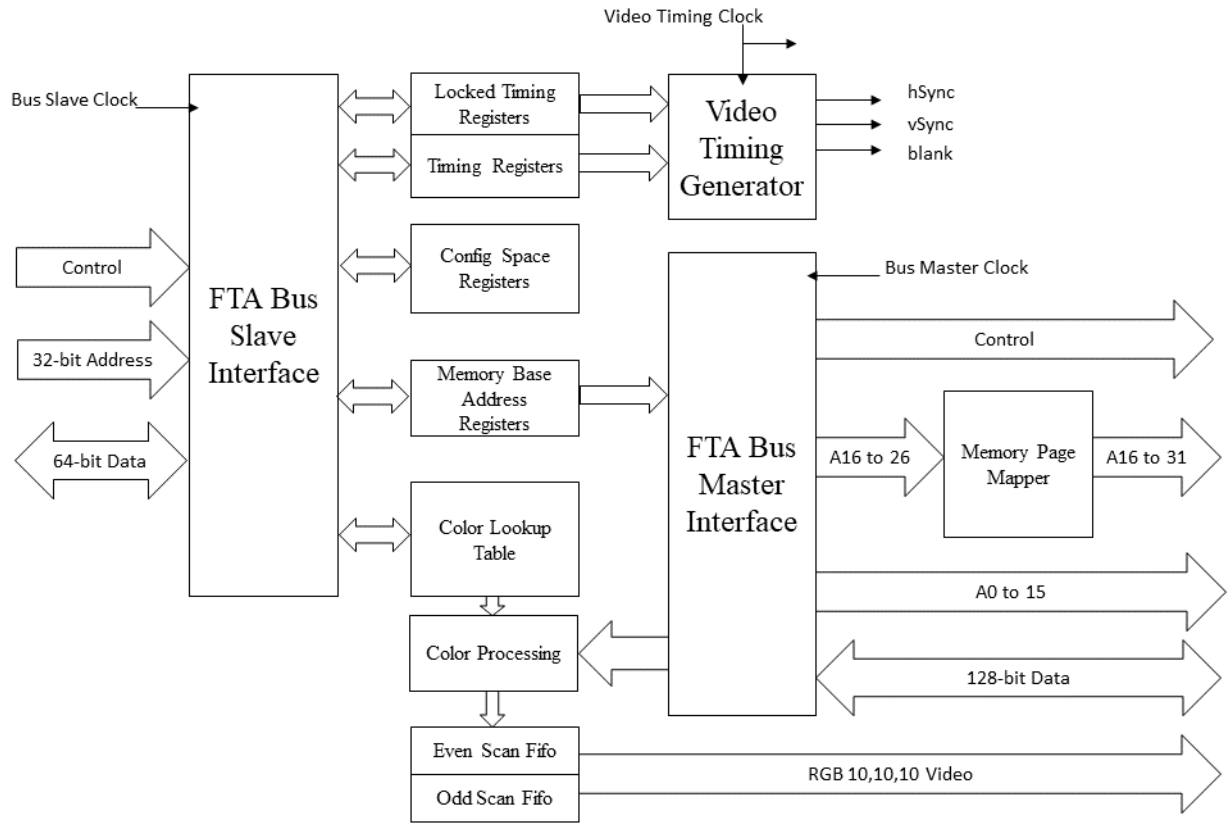 Video Timing Clock
Bus Slave Clock
Locked Timing
Registers
Timing Registers
Video
Timing
Generator
hSync
vSync
blank
Control
Config Space
Registers
Bus Master Clock
FTA Bus
Slave
Interface
32-bit Address
Control
Memory Base
Address
Registers
64-bit Data
FTA Bus
Master
Interface
A16 to 26
Memory Page
Mapper
A16 to 31
Color Lookup
Table
A0 to 15
Color Processing
128-bit Data
Even Scan Fifo
Odd Scan Fifo
RGB 10,10,10 Video